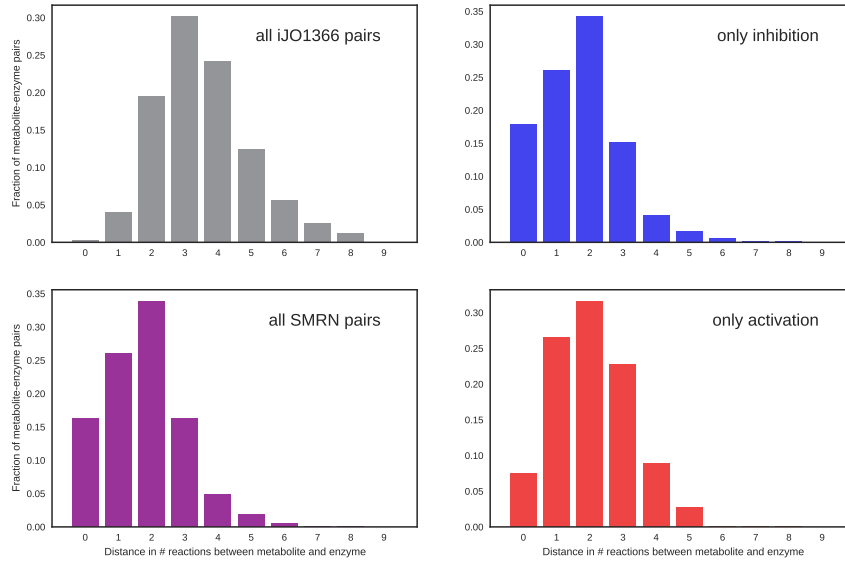 all iJO1366 pairs
Fraction of metabolite-enzyme pairs
0.30
0.25
0.20
0.15
0.10
0.05
0.00
0 1 2 3 4 5 6 7 8 9
only inhibition
0.35
0.30
0.25
0.20
0.15
0.10
0.05
0.00
0 1 2 3 4 5 6 7 8 9
all SMRN pairs
Fraction of metabolite-enzyme pairs
0.35
0.30
0.25
0.20
0.15
0.10
0.05
0.00
0 1 2 3 4 5 6 7 8 9
Distance in # reactions between metabolite and enzyme
only activation
0.30
0.25
0.20
0.15
0.10
0.05
0.00
0 1 2 3 4 5 6 7 8 9
Distance in # reactions between metabolite and enzyme